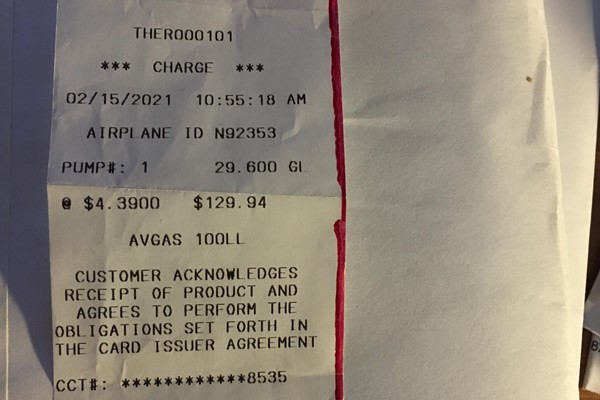 THER000101
*** CHARGE ***
02/15/2021 10:55:18 AM
AIRPLANE ID N92353
PUMP#: 1 29.600 GL
@ $4.3900 $129.94
AVGAS 100LL
CUSTOMER ACKNOWLEDGES
RECEIPT OF PRODUCT AND
AGREES TO PERFORM THE
OBLIGATIONS SET FORTH IN
THE CARD ISSUER AGREEMENT
CCT#: ************8535